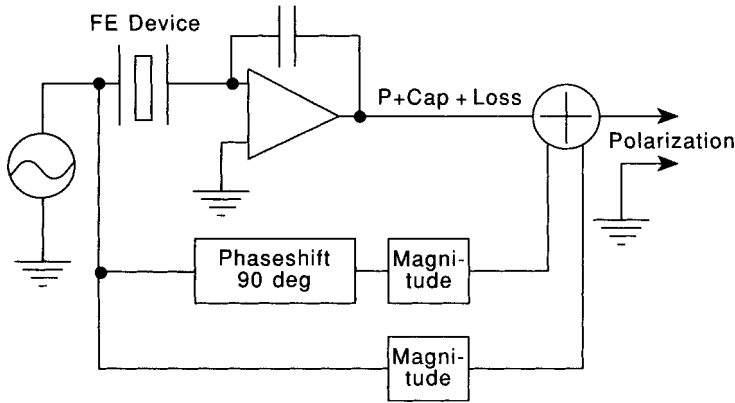 FE Device
P+Cap + Loss
Polarization
Phaseshift
90 deg
Magni-
tude
Magni-
tude